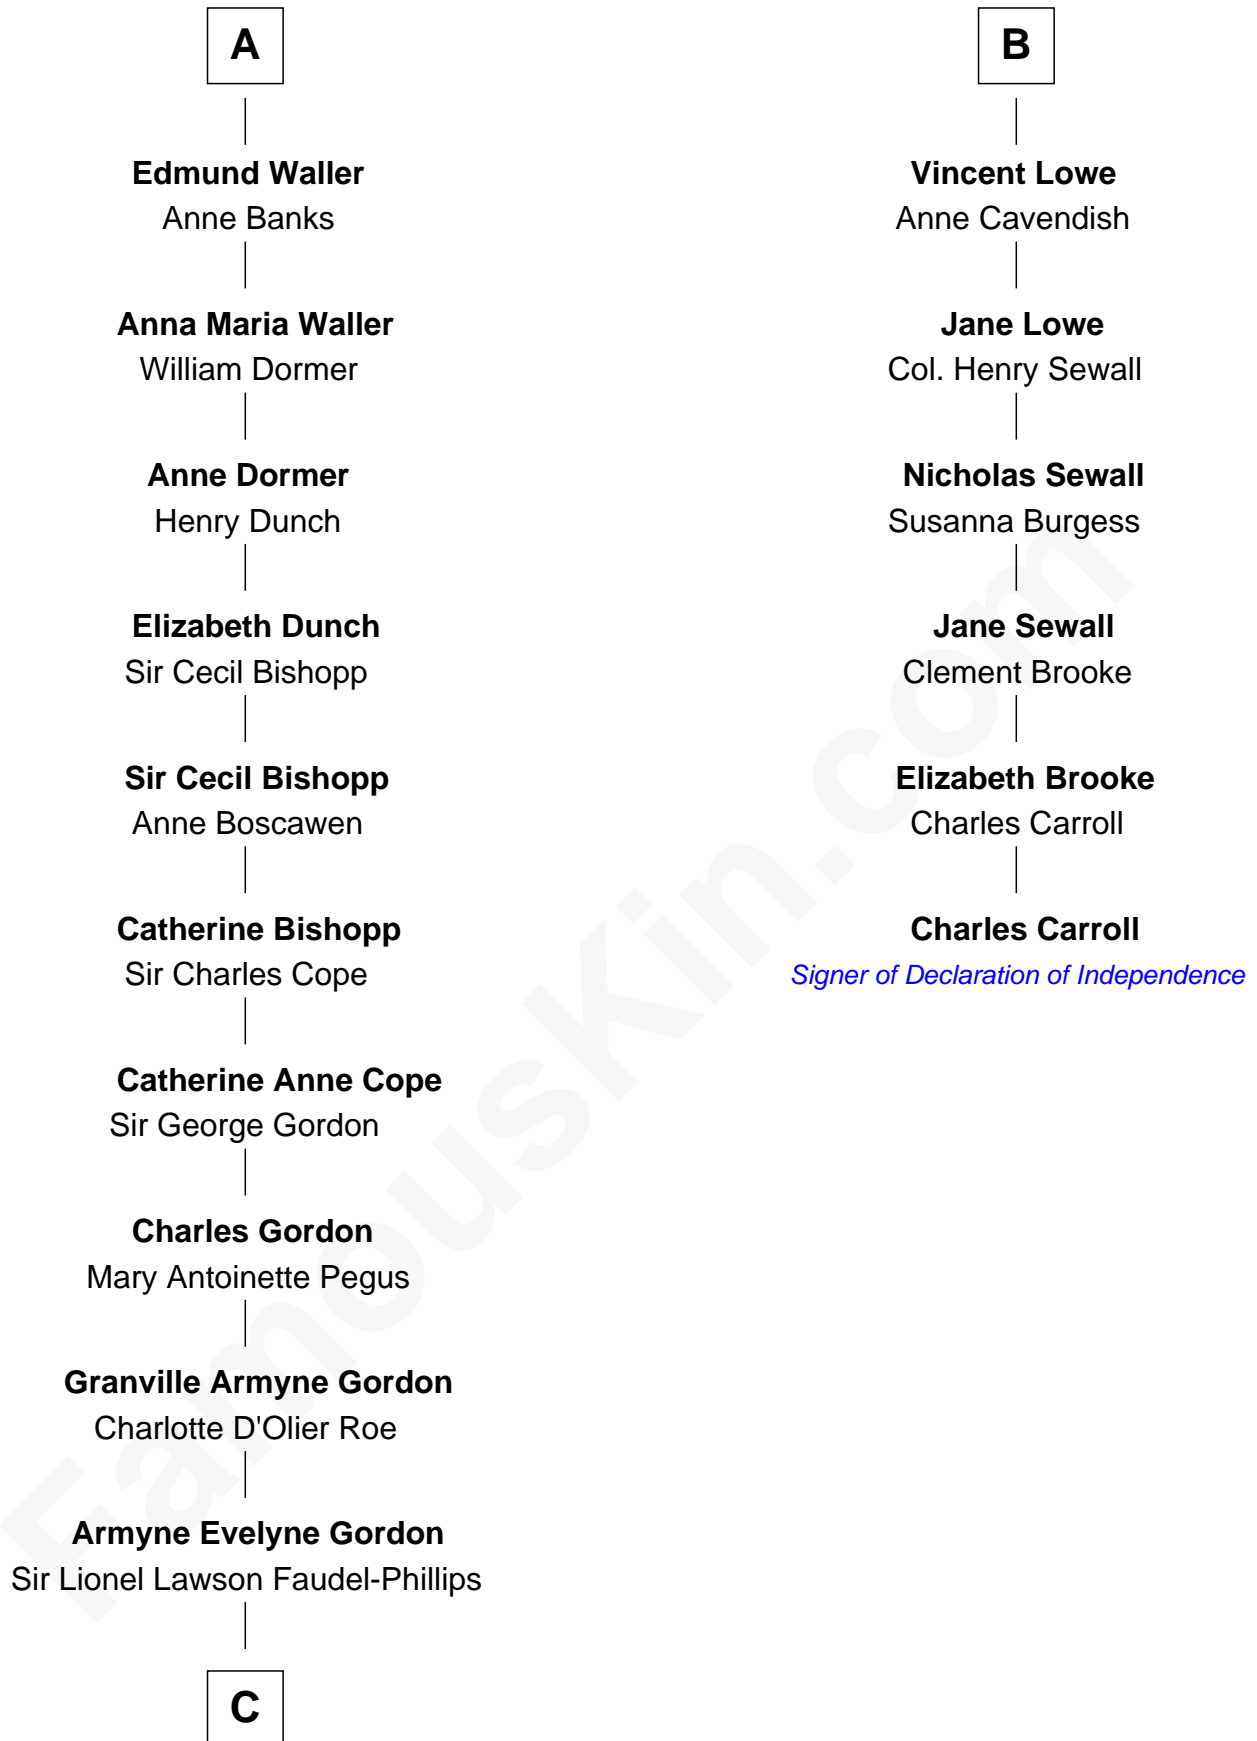 A
Edmund Waller
Anne Banks
Anna Maria Waller
William Dormer
Anne Dormer
Henry Dunch
Elizabeth Dunch
Sir Cecil Bishopp
Sir Cecil Bishopp
Anne Boscawen
Catherine Bishopp
Sir Charles Cope
Catherine Anne Cope
Sir George Gordon
Charles Gordon
Mary Antoinette Pegus
Granville Armyne Gordon
Charlotte D'Olier Roe
Armyne Evelyne Gordon
Sir Lionel Lawson Faudel-Phillips
C
B
Vincent Lowe
Anne Cavendish
Jane Lowe
Col. Henry Sewall
Nicholas Sewall
Susanna Burgess
Jane Sewall
Clement Brooke
Elizabeth Brooke
Charles Carroll
Charles Carroll
Signer of Declaration of Independence
FamousKin.com